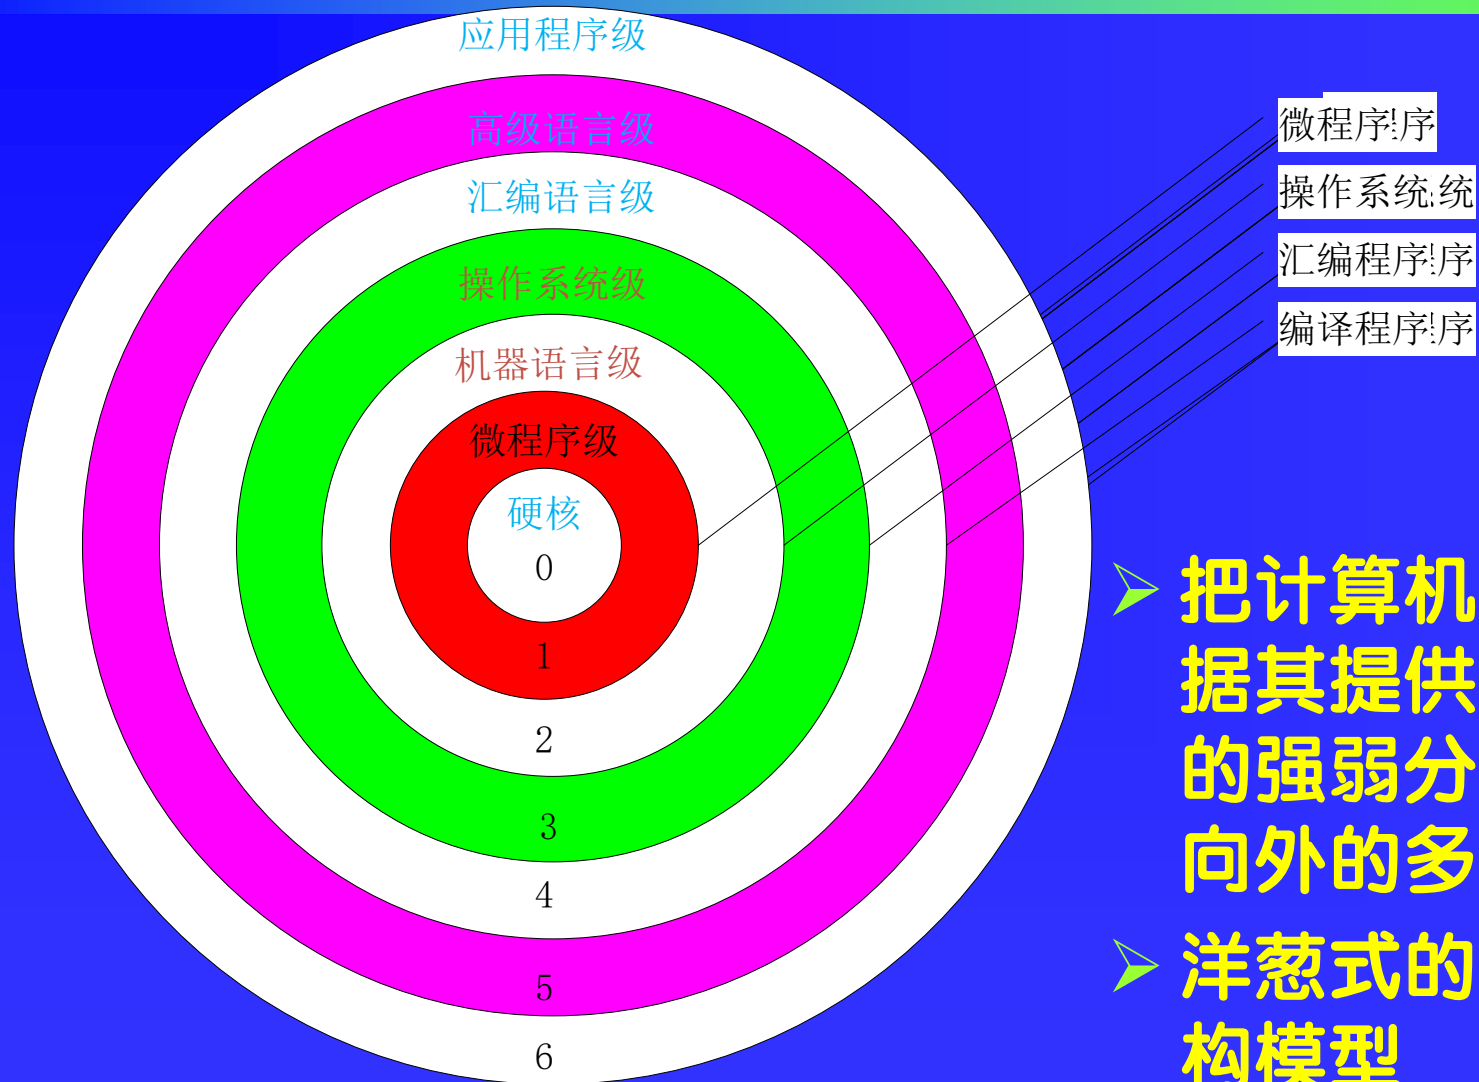 应用程序级
高级语言级
汇编语言级
操作系统级
机器语言级
微程序级
硬核
0
1
2
3
4
5
6
微程序序
操作系统统
汇编程序序
编译程序序
把计算机
据其提供
的强弱分
向外的多
洋葱式的
构模型